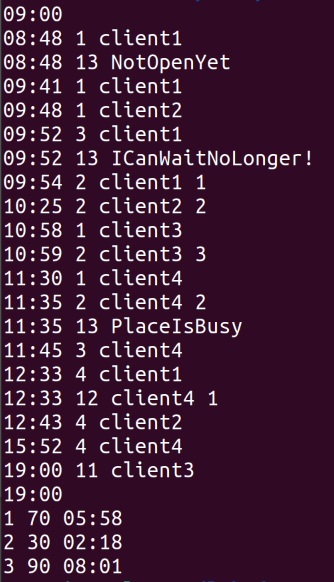 09:00
08:48 1 client1
08:48 13 NotOpenYet
09:41 1 client1
09:48 1 client2
09:52 3 client1
09:52 13 ICanWaitNoLonger!
09:54 2 client1 1
10:25 2 client2 2
10:58 1 client3
10:59 2 client3 3
11:30 1 client4
11:35 2 client4 2
11:35 13 PlaceIsBusy
11:45 3 client4
12:33 4 client1
12:33 12 client4 1
12:43 4 client2
15:52 4 client4
19:00 11 client3
19:00
1 70 05:58
2 30 02:18
3 90 08:01